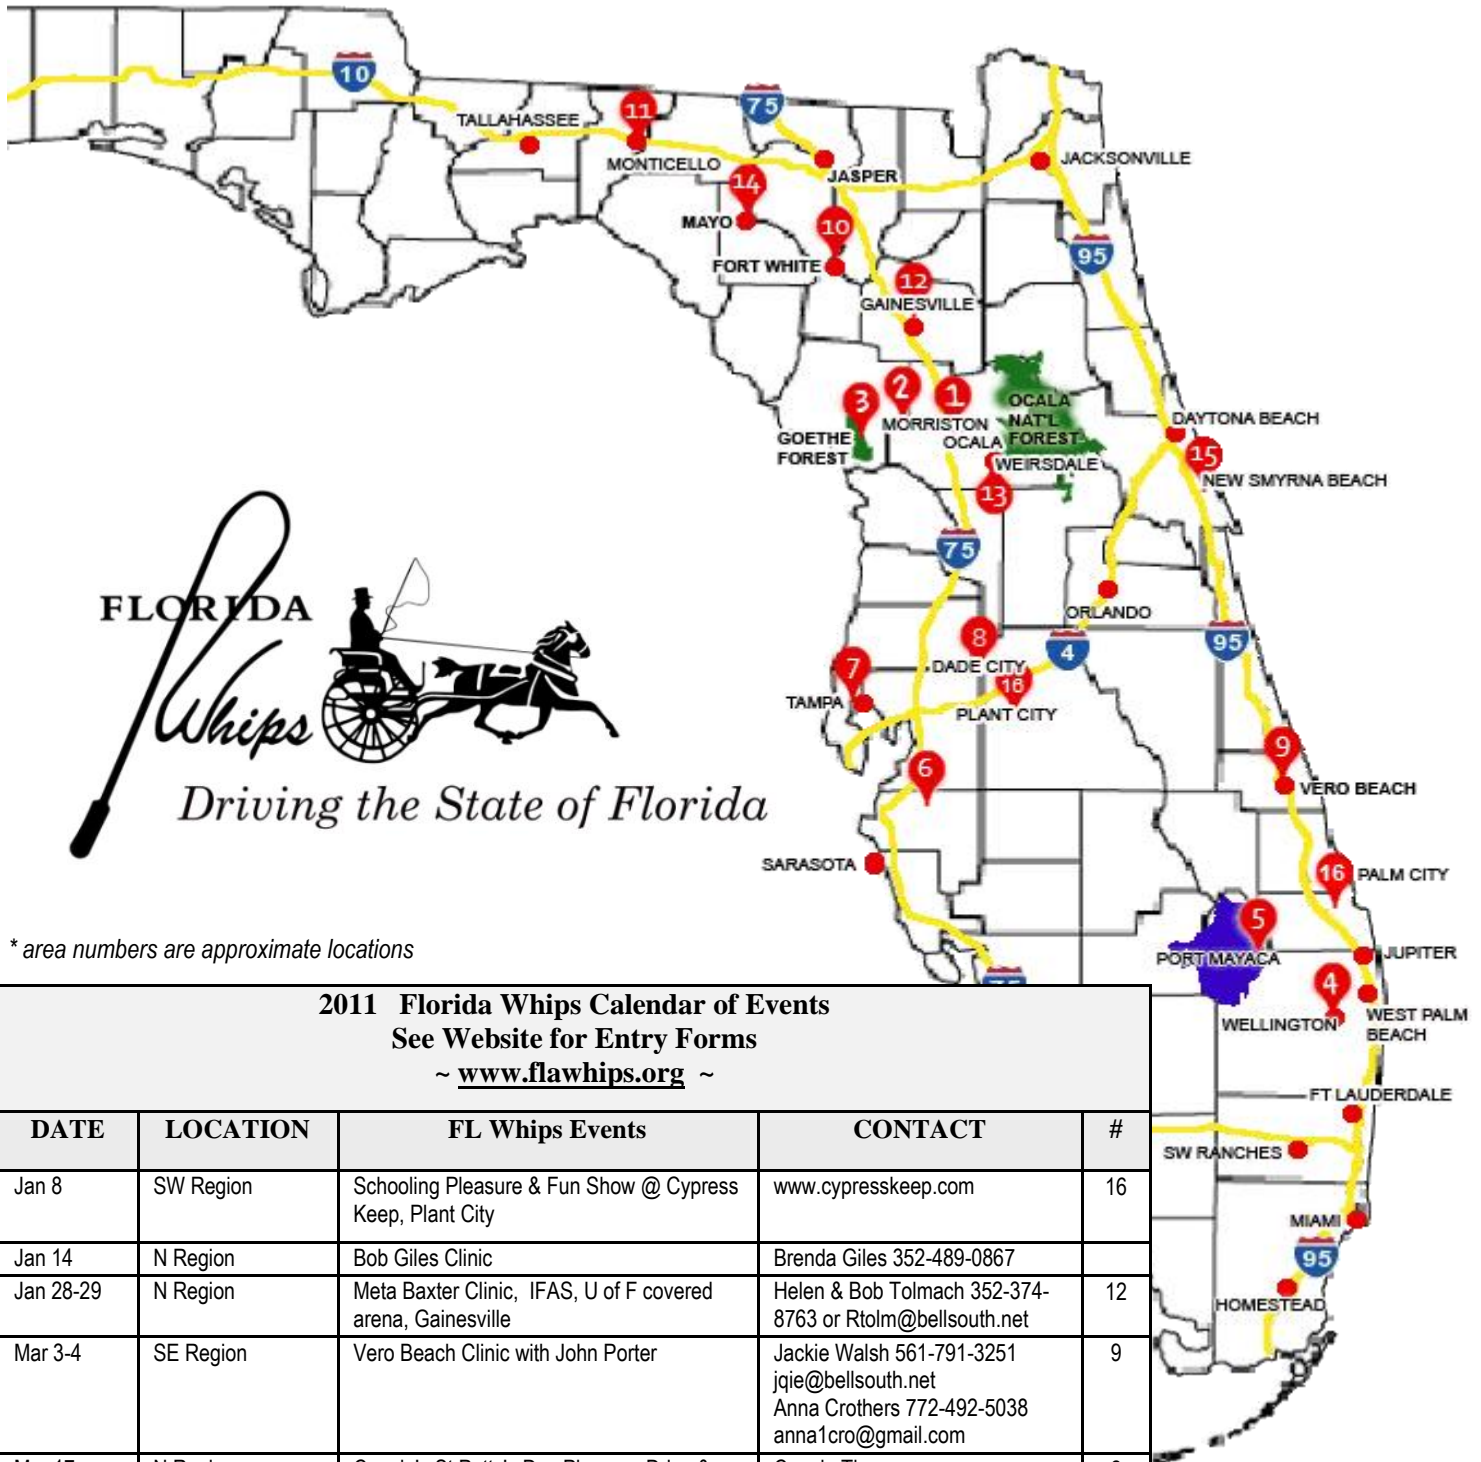 10
75
TALLAHASSEE
11
MONTICELLO
JASPER
JACKSONVILLE
14
MAYO
10
FORT WHITE
95
12
GAINESVILLE
3
2
1
MORRISTON
OCALA
OCALA
NAT'L
FOREST
GOETHE
FOREST
WEIRSDALE
13
DAYTONA BEACH
15
NEW SMYRNA BEACH
75
ORLANDO
8
DADE CITY
4
95
7
16
TAMPA
PLANT CITY
6
9
VERO BEACH
SARASOTA
16
PALM CITY
5
PORT MAYACA
JUPITER
4
WELLINGTON
WEST PALM
BEACH
FT LAUDERDALE
SW RANCHES
MIAMI
95
HOMESTEAD
FLORIDA
Whips
Driving the State of Florida
* area numbers are approximate locations
2011 Florida Whips Calendar of Events
See Website for Entry Forms
~ www.flawhips.org ~
DATE LOCATION FL Whips Events CONTACT #
Jan 8 SW Region Schooling Pleasure & Fun Show @ Cypress www.cypresskeep.com 16
Keep, Plant City
Jan 14 N Region Bob Giles Clinic Brenda Giles 352-489-0867
Jan 28-29 N Region Meta Baxter Clinic, IFAS, U of F covered Helen & Bob Tolmach 352-374- 12
arena, Gainesville 8763 or Rtolm@bellsouth.net
Mar 3-4 SE Region Vero Beach Clinic with John Porter Jackie Walsh 561-791-3251 9
jqie@bellsouth.net
Anna Crothers 772-492-5038
anna1cro@gmail.com